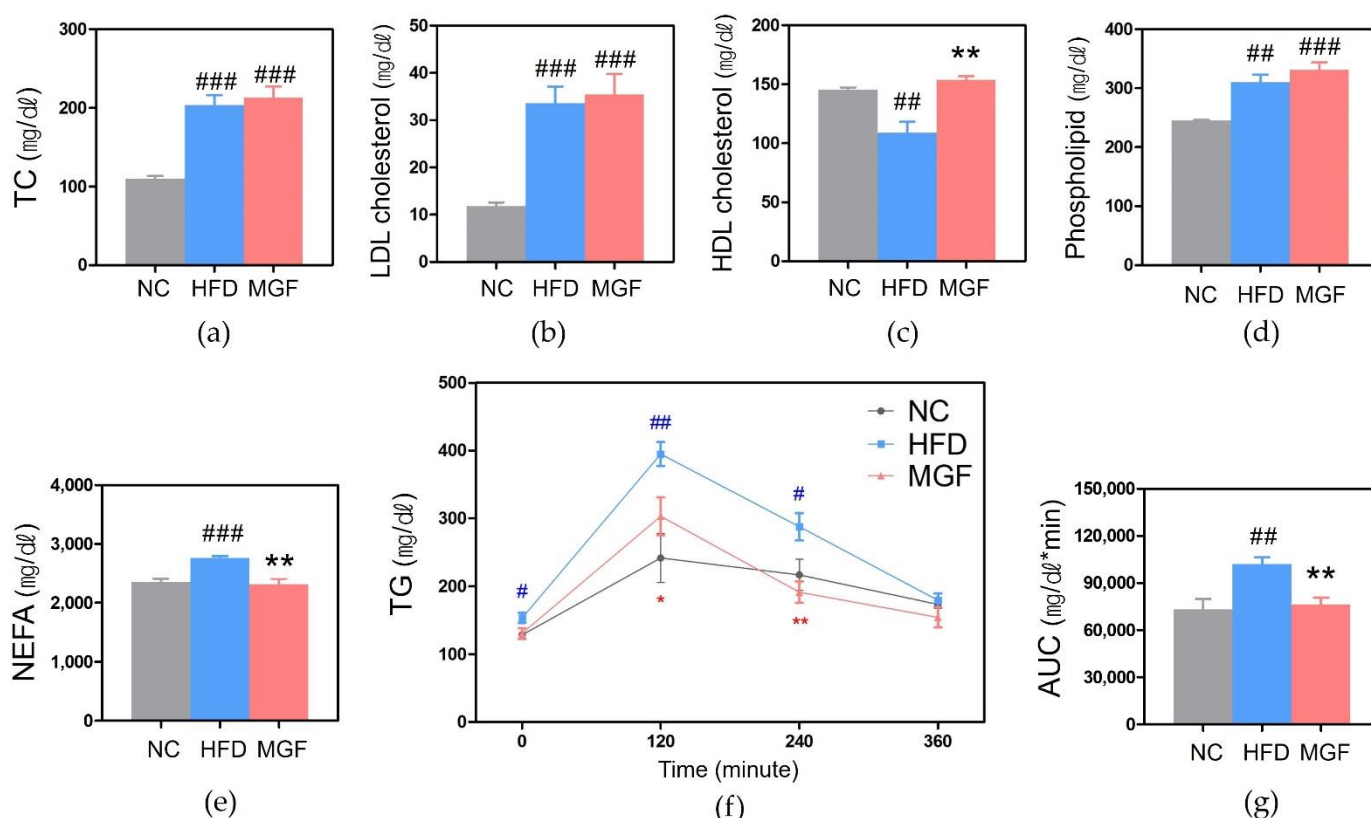 TC (㎎/㎗)
300
200
100
0
###
###
NC
HFD
MGF
(a)
LDL cholesterol (㎎/㎗)
50
40
30
20
10
0
###
###
NC
HFD
MGF
(b)
HDL cholesterol (㎎/㎗)
200
150
100
50
0
##
**
NC
HFD
MGF
(c)
Phospholipid (㎎/㎗)
400
300
200
100
0
##
###
NC
HFD
MGF
(d)
NEFA (㎎/㎗)
4,000
3,000
2,000
1,000
0
###
**
NC
HFD
MGF
(e)
TG (㎎/㎗)
500
400
300
200
100
0
#
##
#
*
**
NC
HFD
MGF
0
120
240
360
Time (minute)
(f)
AUC (㎎/㎗*min)
150,000
120,000
90,000
60,000
30,000
0
##
**
NC
HFD
MGF
(g)